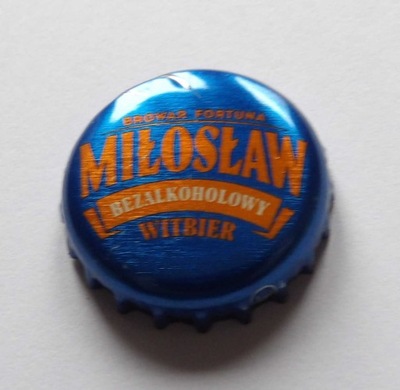 BROWAR FORTUNA
MIŁOSŁAW
BEZALKOHOLOWY
WITBIER